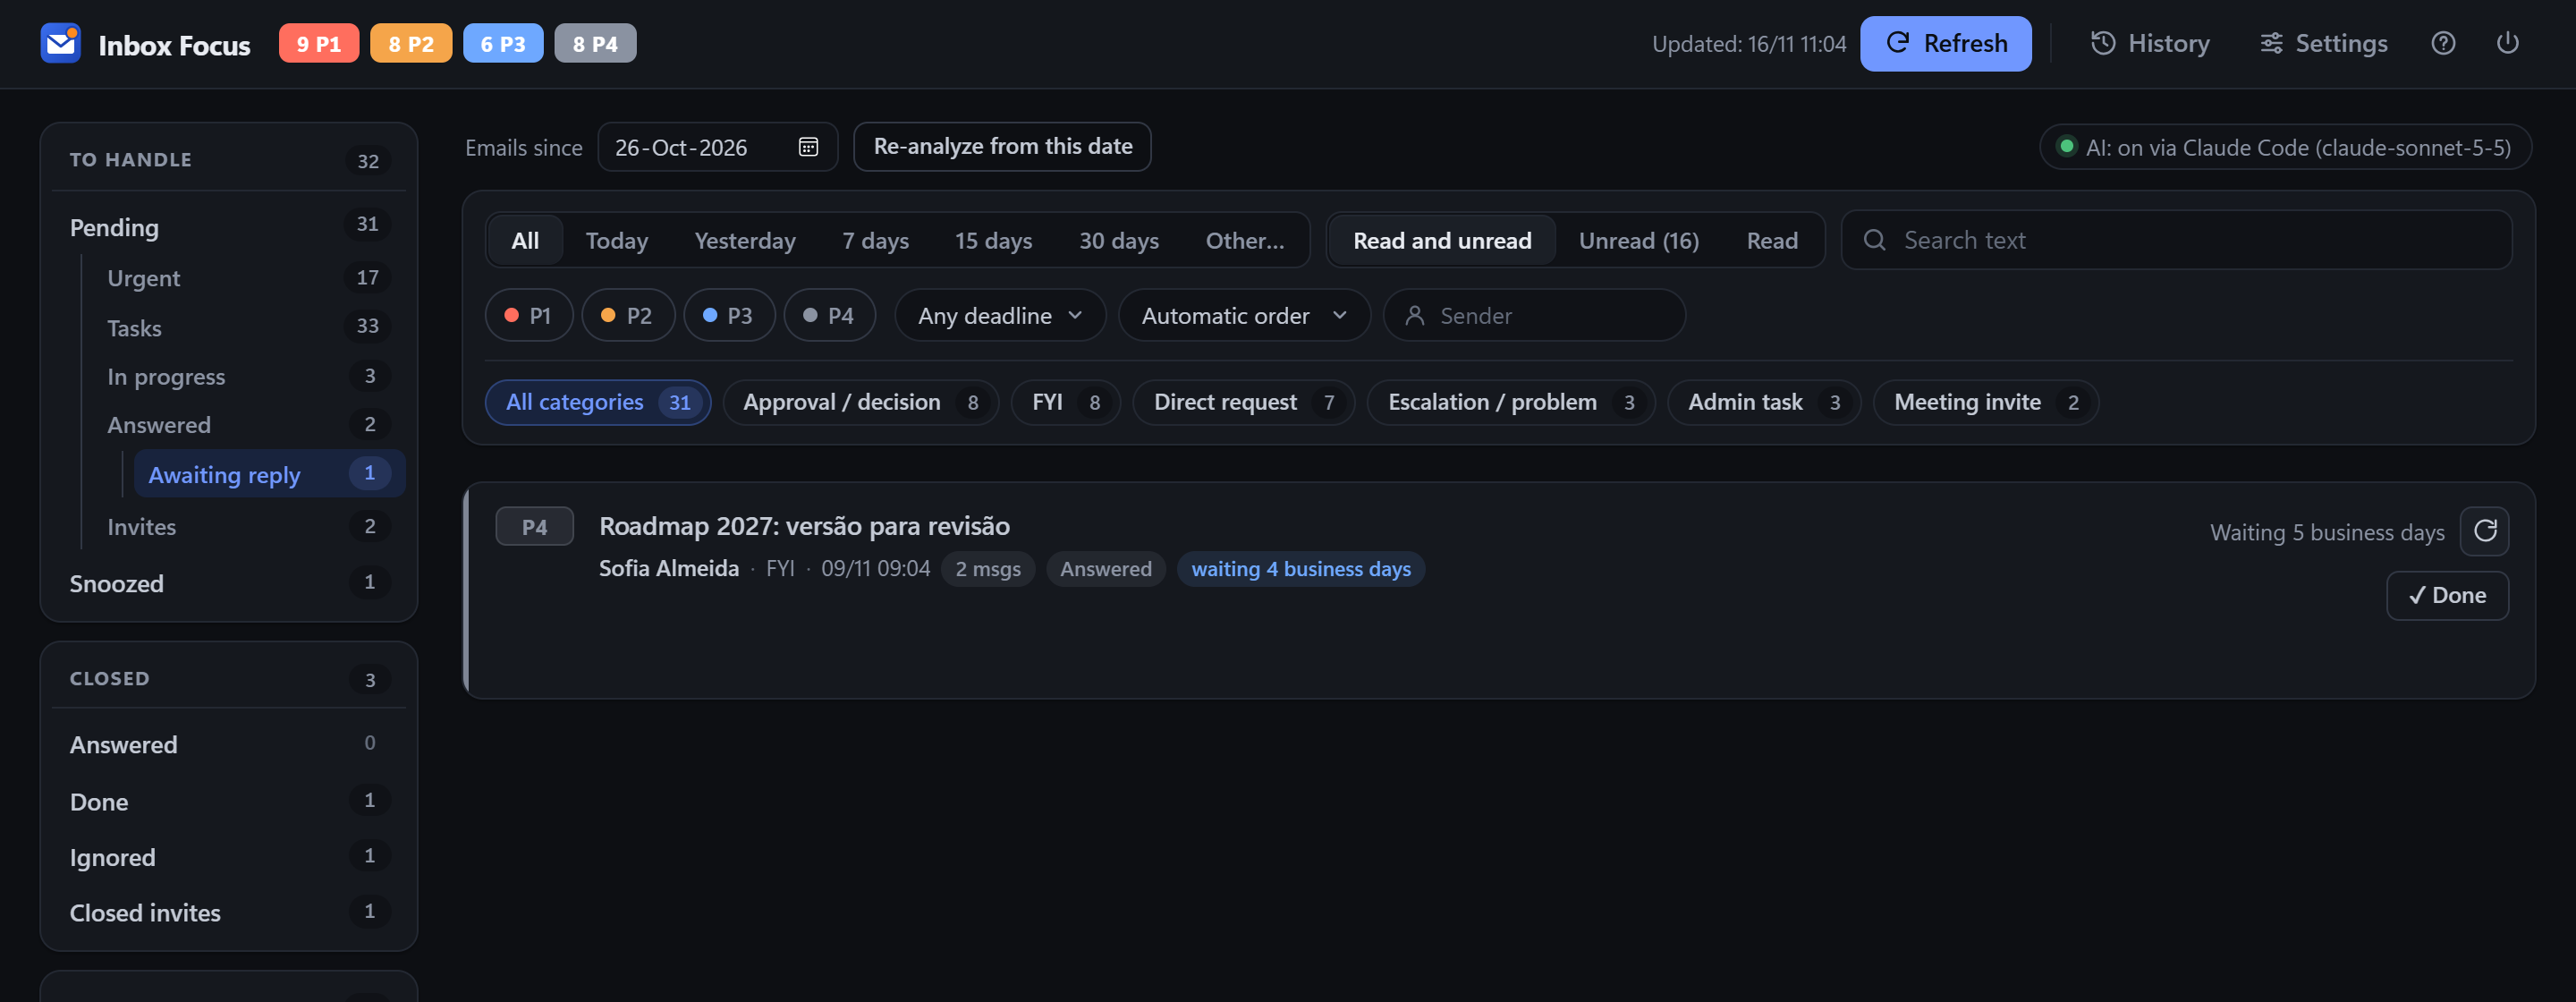 Inbox Focus 9 P1 8 P2 6 P3 8 P4 Updated: 16/11 11:04 Refresh History Settings
TO HANDLE 32
Pending 31
Urgent 17
Tasks 33
In progress 3
Answered 2
Awaiting reply 1
Invites 2
Snoozed 1
CLOSED 3
Answered 0
Done 1
Ignored 1
Closed invites 1
Emails since 26-Oct-2026 Re-analyze from this date AI: on via Claude Code (claude-sonnet-5-5)
All Today Yesterday 7 days 15 days 30 days Other... Read and unread Unread (16) Read Search text
P1 P2 P3 P4 Any deadline Automatic order Sender
All categories 31 Approval / decision 8 FYI 8 Direct request 7 Escalation / problem 3 Admin task 3 Meeting invite 2
P4 Roadmap 2027: versão para revisão Waiting 5 business days
Sofia Almeida · FYI · 09/11 09:04 2 msgs Answered waiting 4 business days
✓ Done